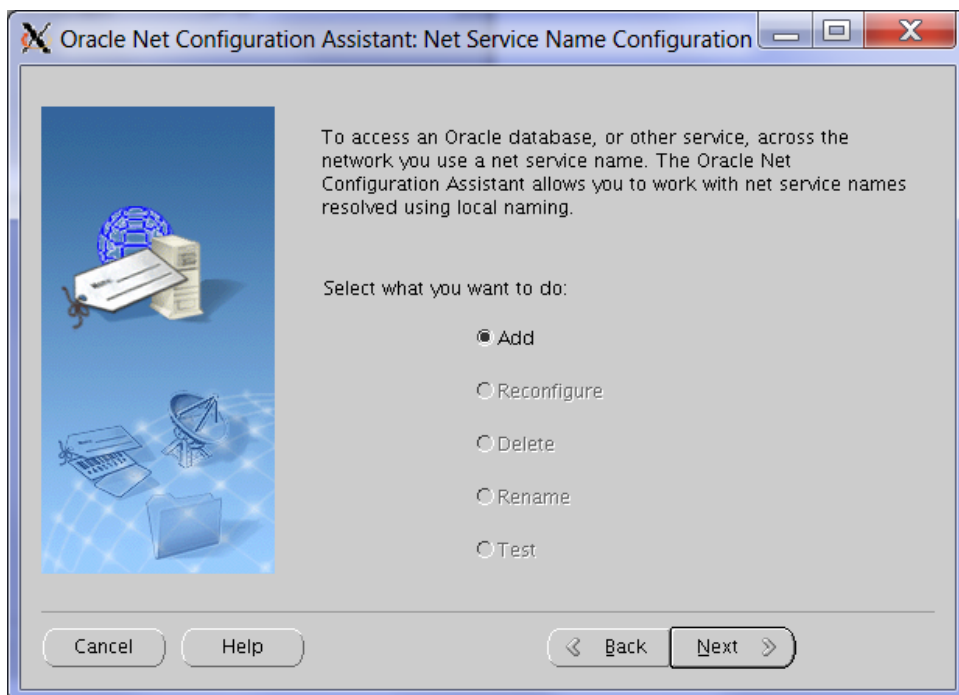 Oracle Net Configuration Assistant: Net Service Name Configuration
To access an Oracle database, or other service, across the
network you use a net service name. The Oracle Net
Configuration Assistant allows you to work with net service names
resolved using local naming.
Select what you want to do:
Add
Reconfigure
Delete
Rename
Test
Cancel
Help
Back
Next